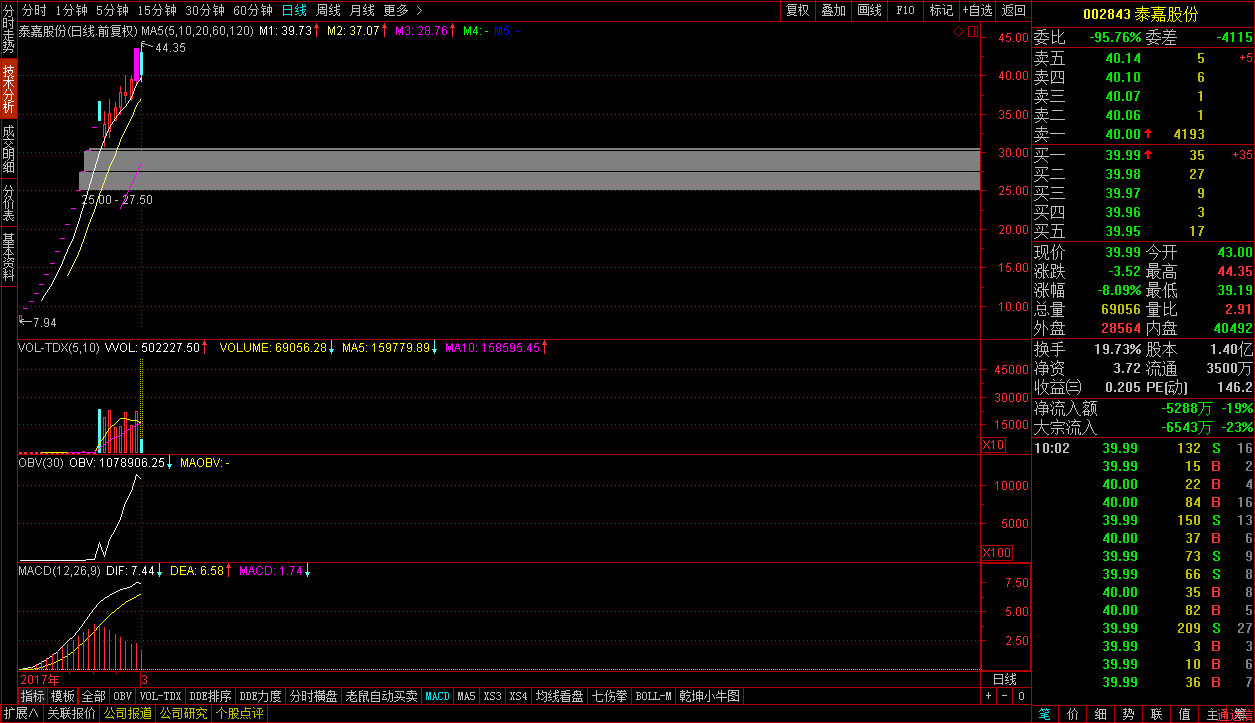 分时 1分钟 5分钟 15分钟 30分钟 60分钟 日线 周线 月线 更多 > 复权 叠加 画线 F10 标记 +自选 返回
分时走势
技术分析
成交明细
分价表
基本资料
泰嘉股份(日线.前复权) MA5(5,10,20,60,120) M1: 39.73↑ M2: 37.07↑ M3: 28.76↑ M4: - M5: -
44.35
25.00 - 27.50
←7.94
45.00
40.00
35.00
30.00
25.00
20.00
15.00
10.00
VOL-TDX(5,10) VVOL: 502227.50↑ VOLUME: 69056.28↓ MA5: 159779.89↓ MA10: 158595.45↑
45000
30000
15000
X10
OBV(30) OBV: 1078906.25↓ MAOBV: -
10000
5000
X100
MACD(12,26,9) DIF: 7.44↓ DEA: 6.58↑ MACD: 1.74↓
7.50
5.00
2.50
2017年 3 日线
指标 模板 全部 OBV VOL-TDX DDE排序 DDE力度 分时横盘 老鼠自动买卖 MACD MA5 XS3 XS4 均线看盘 七伤拳 BOLL-M 乾坤小牛图 + - 0
扩展∧ 关联报价 公司报道 公司研究 个股点评
002843 泰嘉股份
委比 -95.76% 委差 -4115
卖五 40.14 5 +5
卖四 40.10 6
卖三 40.07 1
卖二 40.06 1
卖一 40.00↑ 4193
买一 39.99↑ 35 +35
买二 39.98 27
买三 39.97 9
买四 39.96 3
买五 39.95 17
现价 39.99 今开 43.00
涨跌 -3.52 最高 44.35
涨幅 -8.09% 最低 39.19
总量 69056 量比 2.91
外盘 28564 内盘 40492
换手 19.73% 股本 1.40亿
净资 3.72 流通 3500万
收益㈢ 0.205 PE(动) 146.2
净流入额 -5288万 -19%
大宗流入 -6543万 -23%
10:02 39.99 132 S 16
39.99 15 B 2
40.00 22 B 4
40.00 84 B 16
39.99 150 S 13
40.00 37 B 6
39.99 73 S 9
39.99 66 S 8
40.00 35 B 8
40.00 82 B 5
39.99 209 S 27
39.99 3 B 3
39.99 10 B 6
39.99 36 B 7
笔 价 细 势 联 值 主